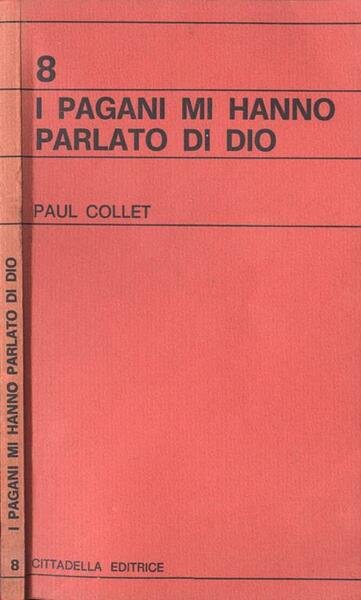 8
I PAGANI MI HANNO
PARLATO Di DIO
PAUL COLLET
CITTADELLA EDITRICE
I PAGANI MI HANNO PARLATO DI DIO
8